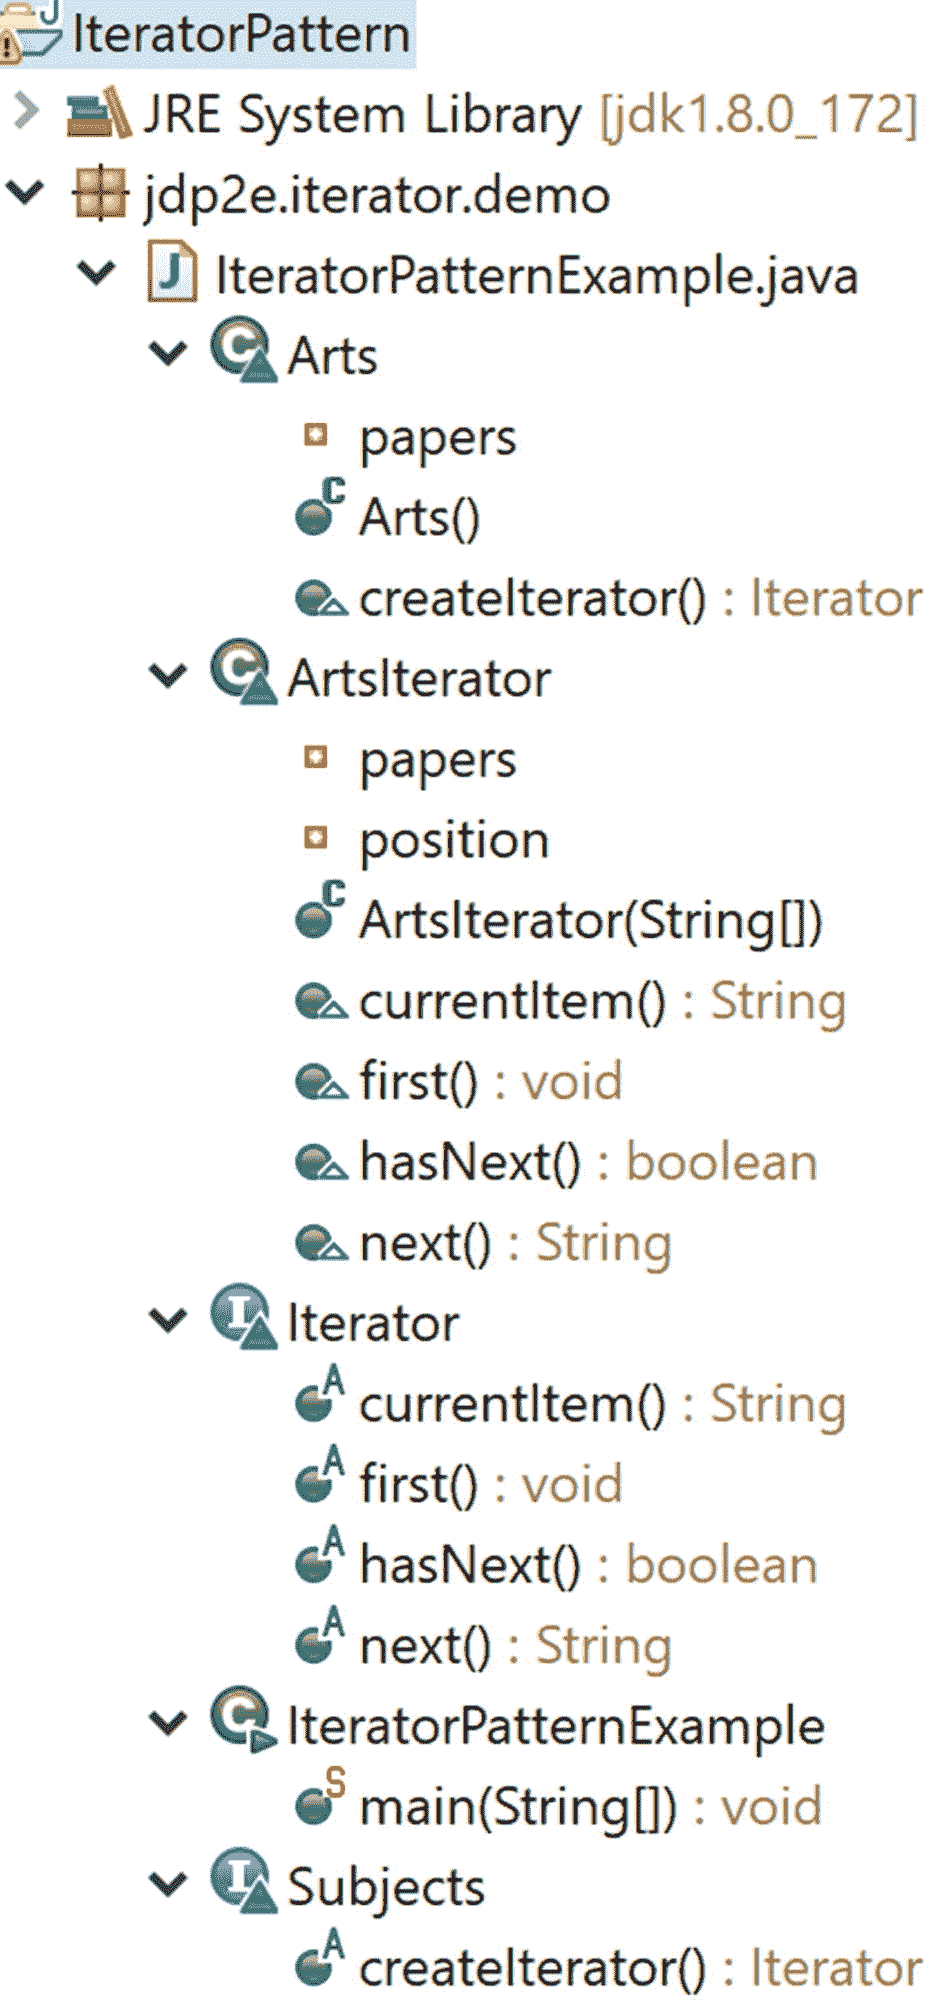 IteratorPattern
JRE System Library [jdk1.8.0_172]
jdp2e.iterator.demo
IteratorPatternExample.java
Arts
papers
Arts()
createIterator() : Iterator
ArtsIterator
papers
position
ArtsIterator(String[])
currentItem() : String
first() : void
hasNext() : boolean
next() : String
Iterator
currentItem() : String
first() : void
hasNext() : boolean
next() : String
IteratorPatternExample
main(String[]) : void
Subjects
createIterator() : Iterator